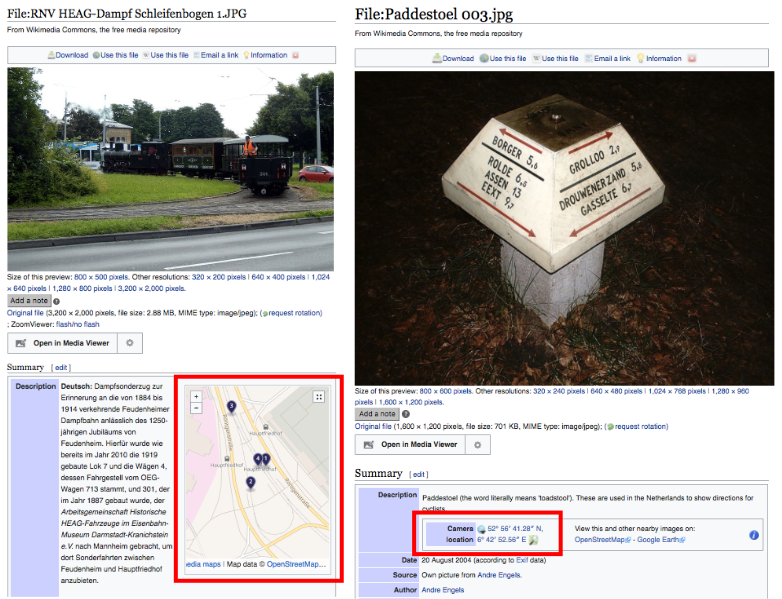 File:RNV HEAG-Dampf Schleifenbogen 1.JPG
From Wikimedia Commons, the free media repository
Download Use this file Use this file Email a link Information
Size of this preview: 800 × 500 pixels. Other resolutions: 320 × 200 pixels | 640 × 400 pixels | 1,024
× 640 pixels | 1,280 × 800 pixels | 3,200 × 2,000 pixels.
Add a note
Original file (3,200 × 2,000 pixels, file size: 2.88 MB, MIME type: image/jpeg); (request rotation)
; ZoomViewer: flash/no flash
Open in Media Viewer
Summary [ edit ]
Description
Deutsch: Dampfsonderzug zur
Erinnerung an die von 1884 bis
1914 verkehrende Feudenheimer
Dampfbahn anlässlich des 1250-
jährigen Jubiläums von
Feudenheim. Hierfür wurde wie
bereits im Jahre 2010 die 1919
gebaute Lok 7 und die Wägen 4,
dessen Fahrgestell vom OEG-
Wagen 713 stammt, und 301, der
im Jahr 1887 gebaut wurde, der
Arbeitsgemeinschaft Historische
HEAG-Fahrzeuge im Eisenbahn-
Museum Darmstadt-Kranichstein
e.V. nach Mannheim gebracht, um
dort Sonderfahrten zwischen
Feudenheim und Hauptfriedhof
anzubieten.
+
−
3
Hauptfriedhof
Hauptfriedhof
4 1
Hauptfriedhof
2
edia maps | Map data © OpenStreetMap...
File:Paddestoel 003.jpg
From Wikimedia Commons, the free media repository
Download Use this file Use this file Email a link Information
BORGER 5,6
ROLDE 6,6
ASSEN 13
EEXT 9,7
GROLLOO 2,9
DROUWENERZAND 5,8
GASSELTE 6,7
Size of this preview: 800 × 600 pixels. Other resolutions: 320 × 240 pixels | 640 × 480 pixels | 1,024 × 768 pixels | 1,280 × 960
pixels | 1,600 × 1,200 pixels.
Add a note
Original file (1,600 × 1,200 pixels, file size: 701 KB, MIME type: image/jpeg); (request rotation)
Open in Media Viewer
Summary [ edit ]
Description
Paddestoel (the word literally means 'toadstool'). These are used in the Netherlands to show directions for
cyclists.
Camera location
52° 56′ 41.28″ N,
6° 42′ 52.56″ E
View this and other nearby images on:
OpenStreetMap - Google Earth
Date 20 August 2004 (according to Exif data)
Source Own picture from Andre Engels.
Author Andre Engels